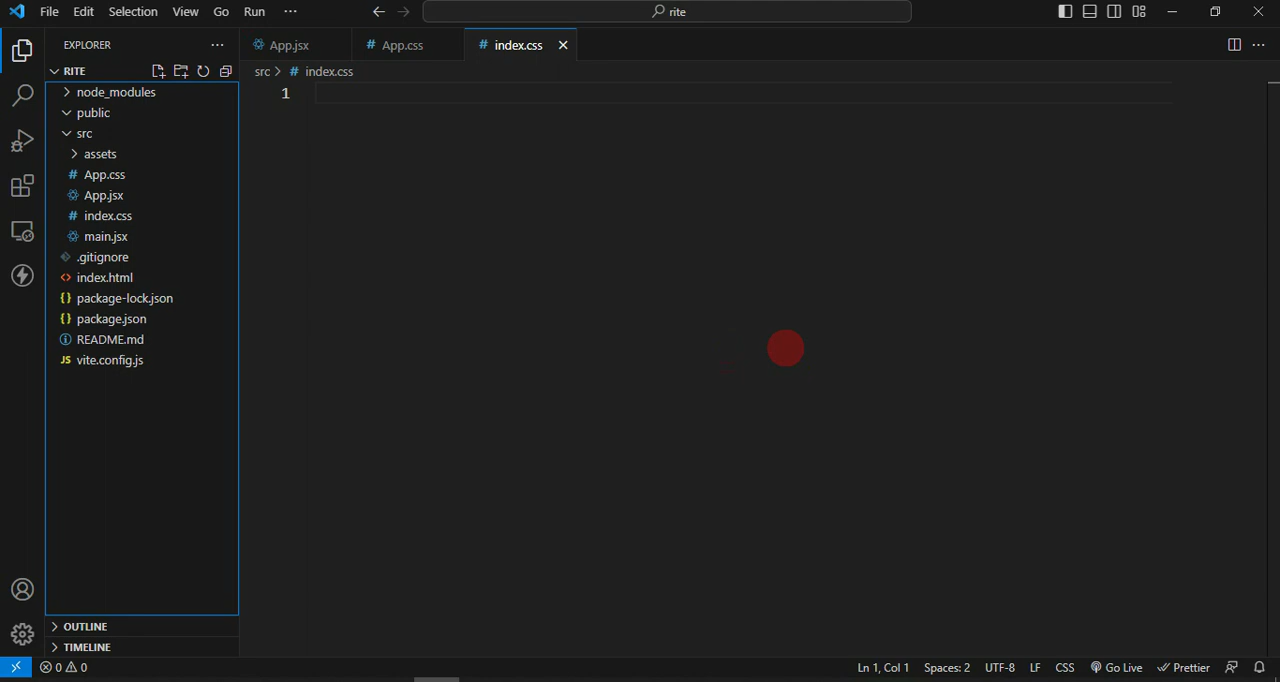 File Edit Selection View Go Run ··· rite
EXPLORER ···
RITE
node_modules
public
src
assets
# App.css
App.jsx
# index.css
main.jsx
.gitignore
<> index.html
{} package-lock.json
{} package.json
README.md
JS vite.config.js
OUTLINE
TIMELINE
App.jsx # App.css # index.css
src > # index.css
1
0 0 Ln 1, Col 1 Spaces: 2 UTF-8 LF CSS Go Live Prettier